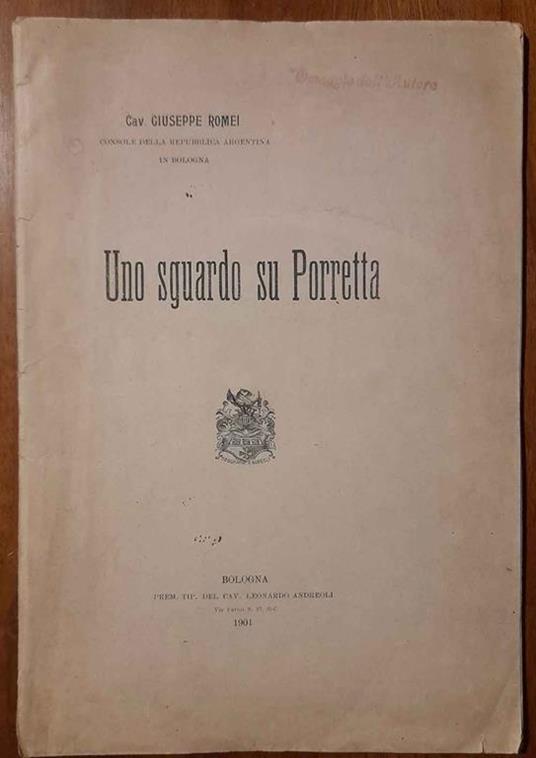 Omaggio dell'Autore
Cav. GIUSEPPE ROMEI
CONSOLE DELLA REPUBBLICA ARGENTINA
IN BOLOGNA
Uno sguardo su Porretta
BOLOGNA
PREM. TIP. DEL CAV. LEONARDO ANDREOLI
1901